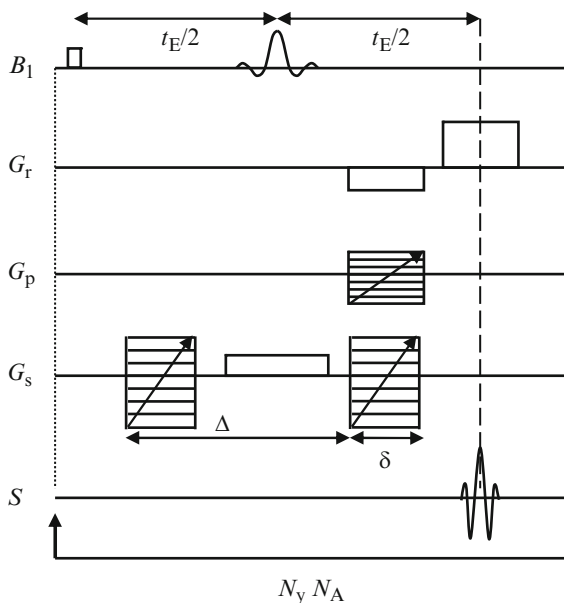 t_E/2 t_E/2
B_1
G_r
G_p
G_s
Δ
δ
S
N_y N_A